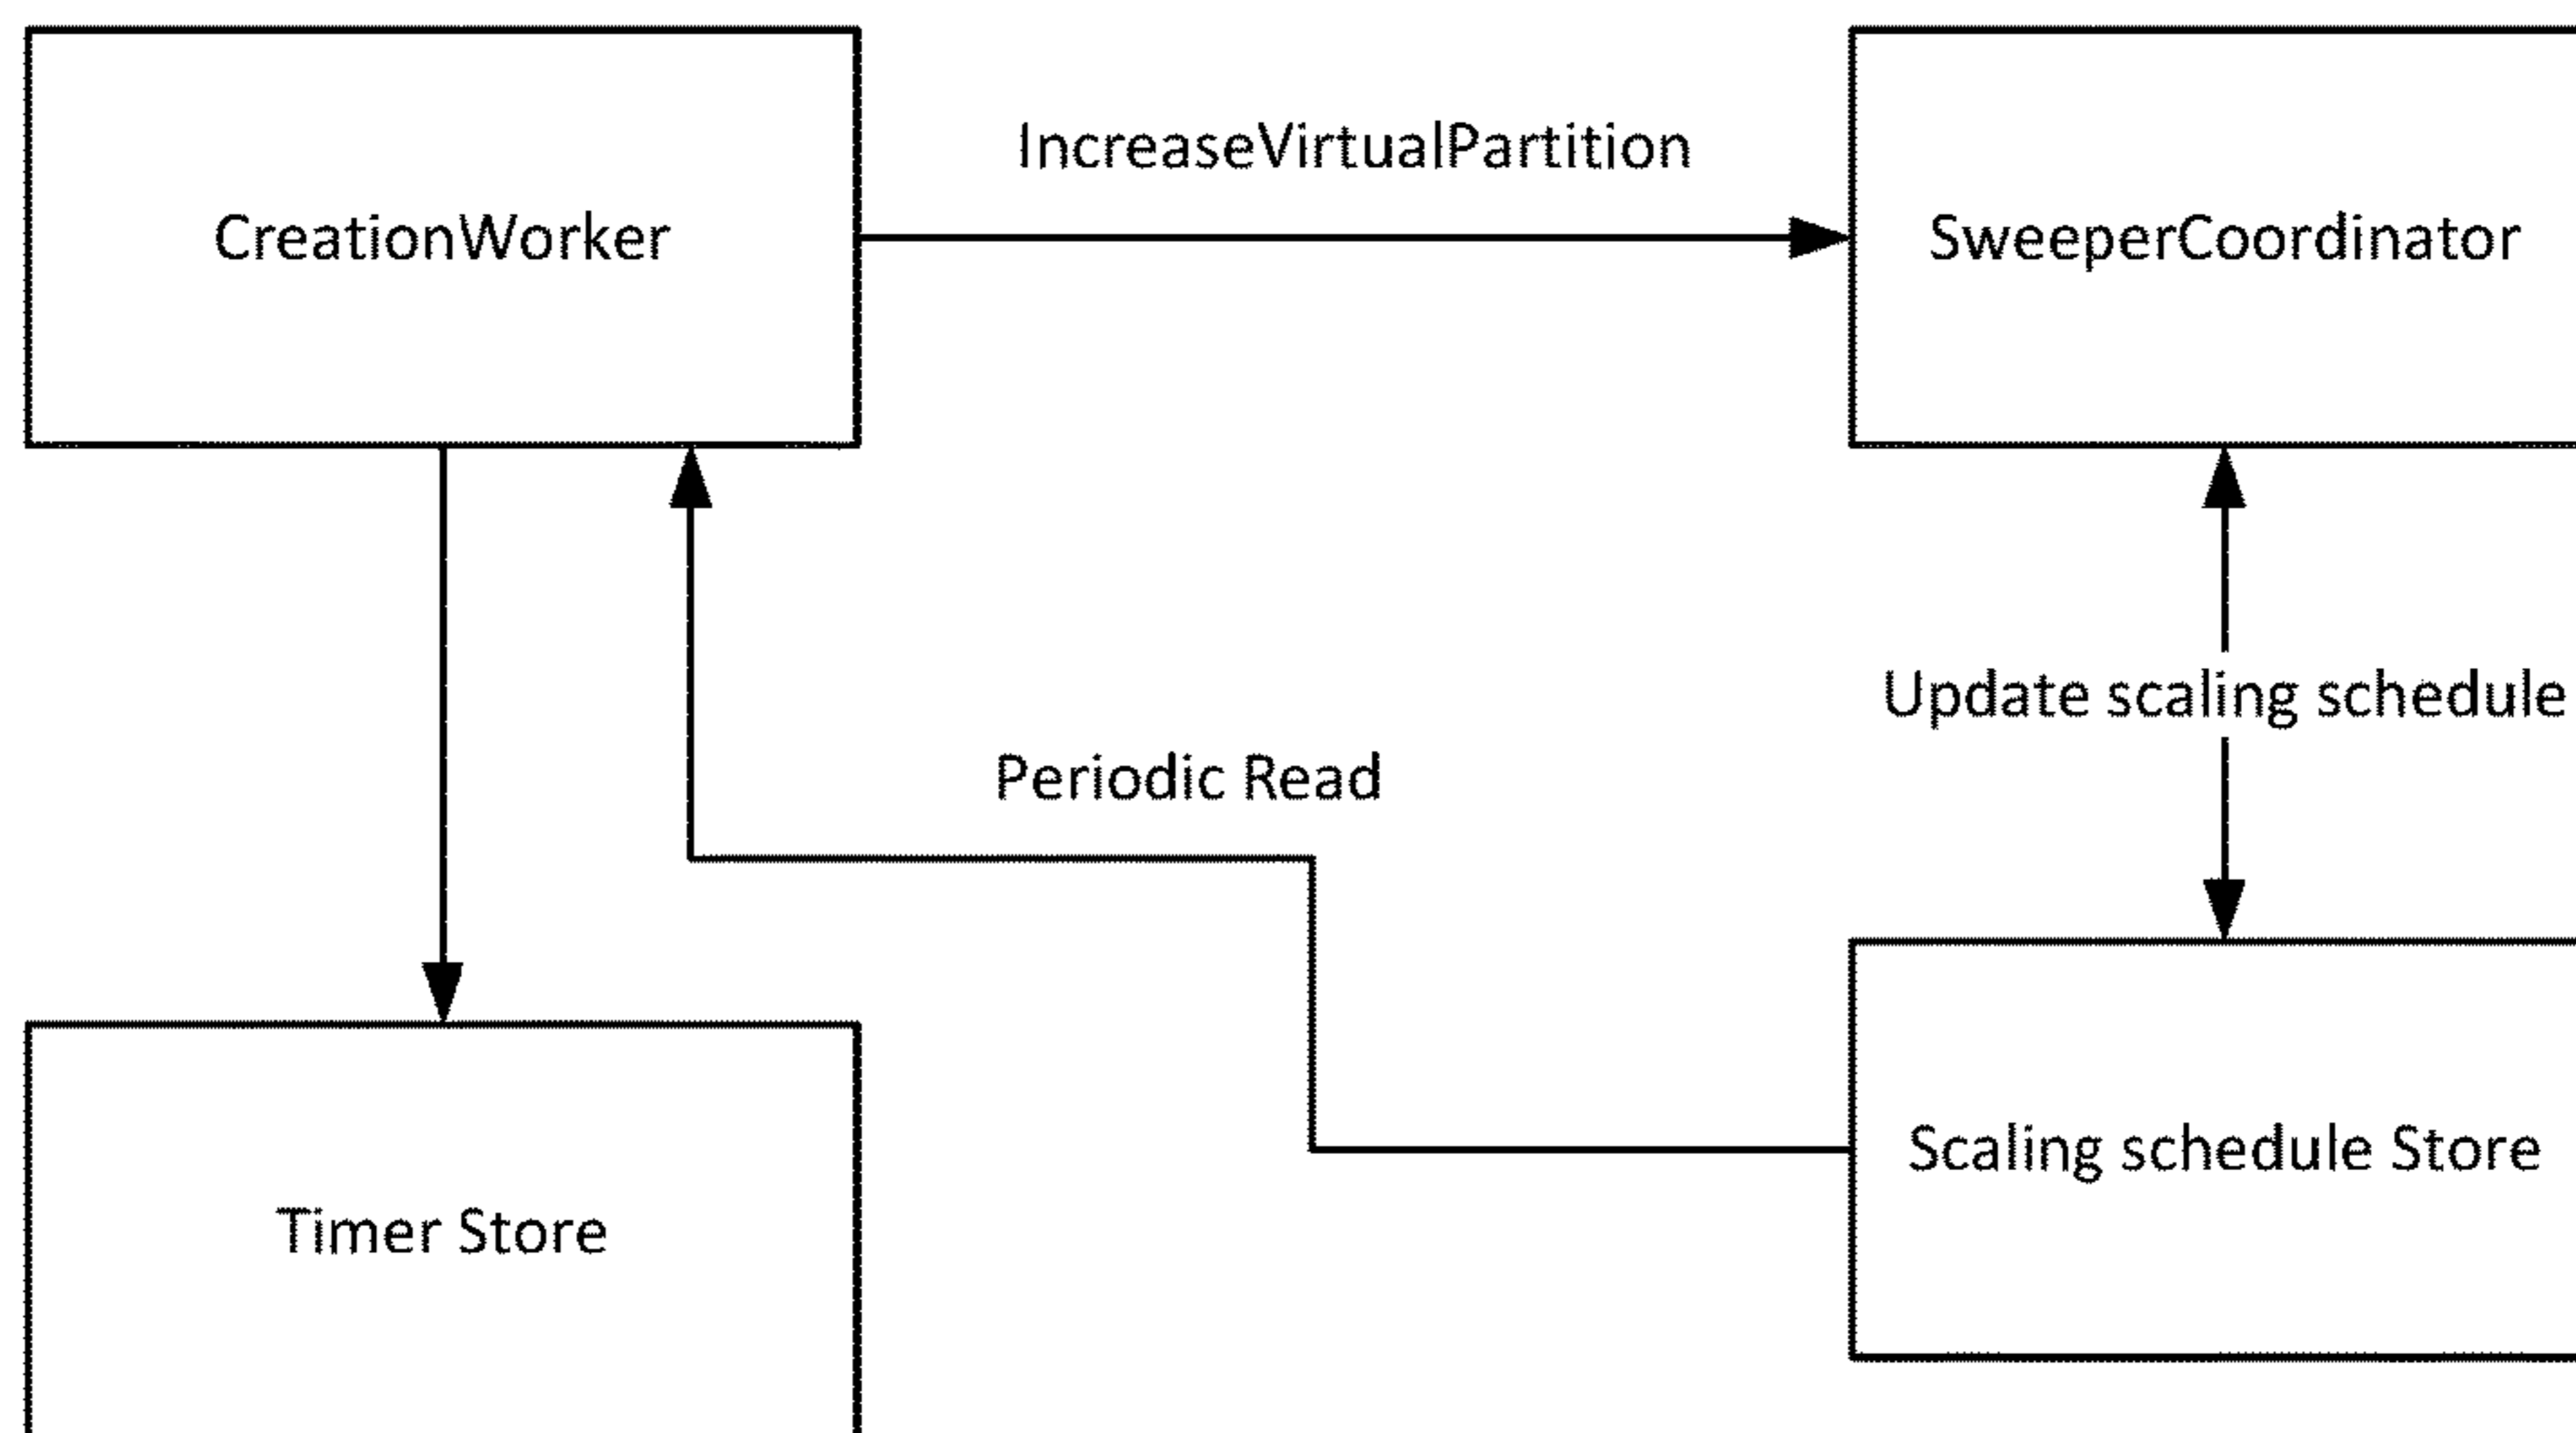 IncreaseVirtualPartition
CreationWorker
SweeperCoordinator
Update scaling schedule
Periodic Read
Scaling schedule Store
Timer Store